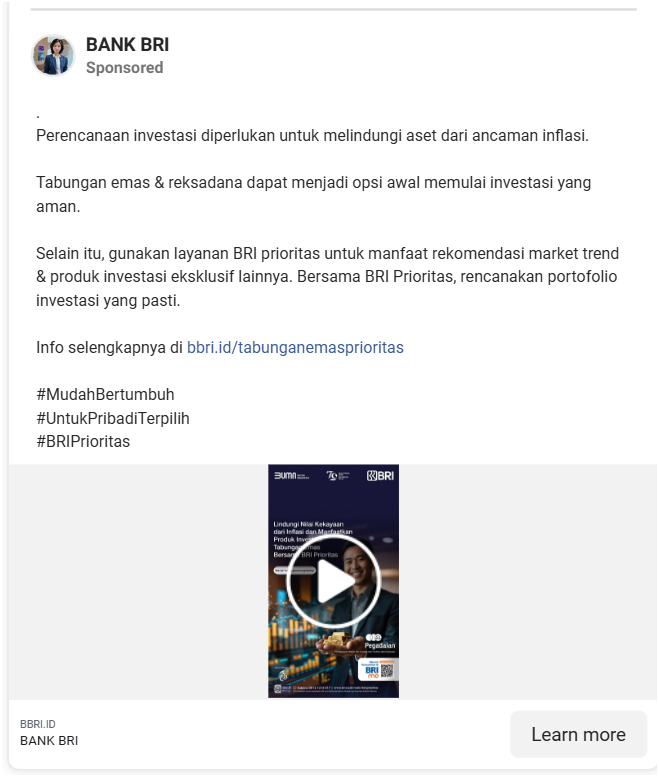 BANK BRI
Sponsored
.
Perencanaan investasi diperlukan untuk melindungi aset dari ancaman inflasi.
Tabungan emas & reksadana dapat menjadi opsi awal memulai investasi yang
aman.
Selain itu, gunakan layanan BRI prioritas untuk manfaat rekomendasi market trend
& produk investasi eksklusif lainnya. Bersama BRI Prioritas, rencanakan portofolio
investasi yang pasti.
Info selengkapnya di bbri.id/tabunganemasprioritas
#MudahBertumbuh
#UntukPribadiTerpilih
#BRIPrioritas
BUMN
BRI
Lindungi Nilai Kekayaan
dari Inflasi dan Manfaatkan
Produk
Tabungan
Bersama BRI Prioritas
Pegadaian
BRI
mo
BBRI.ID
BANK BRI
Learn more